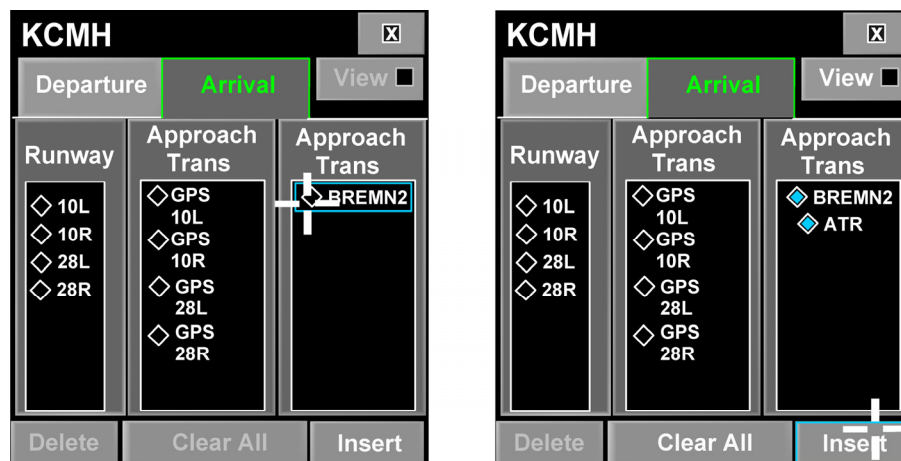 KCMH X
Departure Arrival View
Runway
Approach
Trans
Approach
Trans
10L
10R
28L
28R
GPS
10L
GPS
10R
GPS
28L
GPS
28R
BREMN2
Delete Clear All Insert
KCMH X
Departure Arrival View
Runway
Approach
Trans
Approach
Trans
10L
10R
28L
28R
GPS
10L
GPS
10R
GPS
28L
GPS
28R
BREMN2
ATR
Delete Clear All Insert